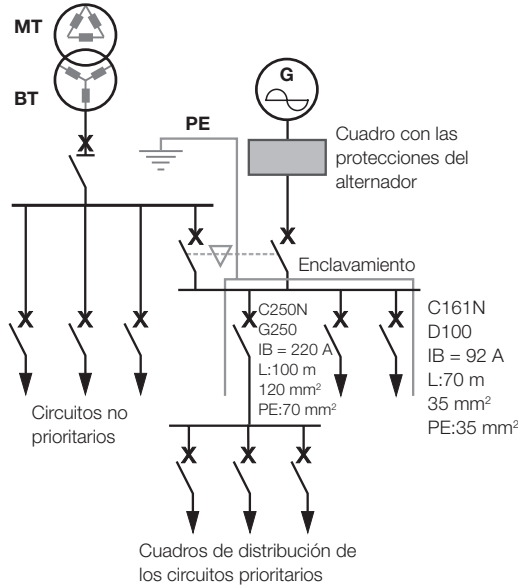 MT
BT
G
PE
Cuadro con las
protecciones del
alternador
Enclavamiento
C250N
G250
IB = 220 A
L:100 m
120 mm²
PE:70 mm²
C161N
D100
IB = 92 A
L:70 m
35 mm²
PE:35 mm²
Circuitos no
prioritarios
Cuadros de distribución de
los circuitos prioritarios